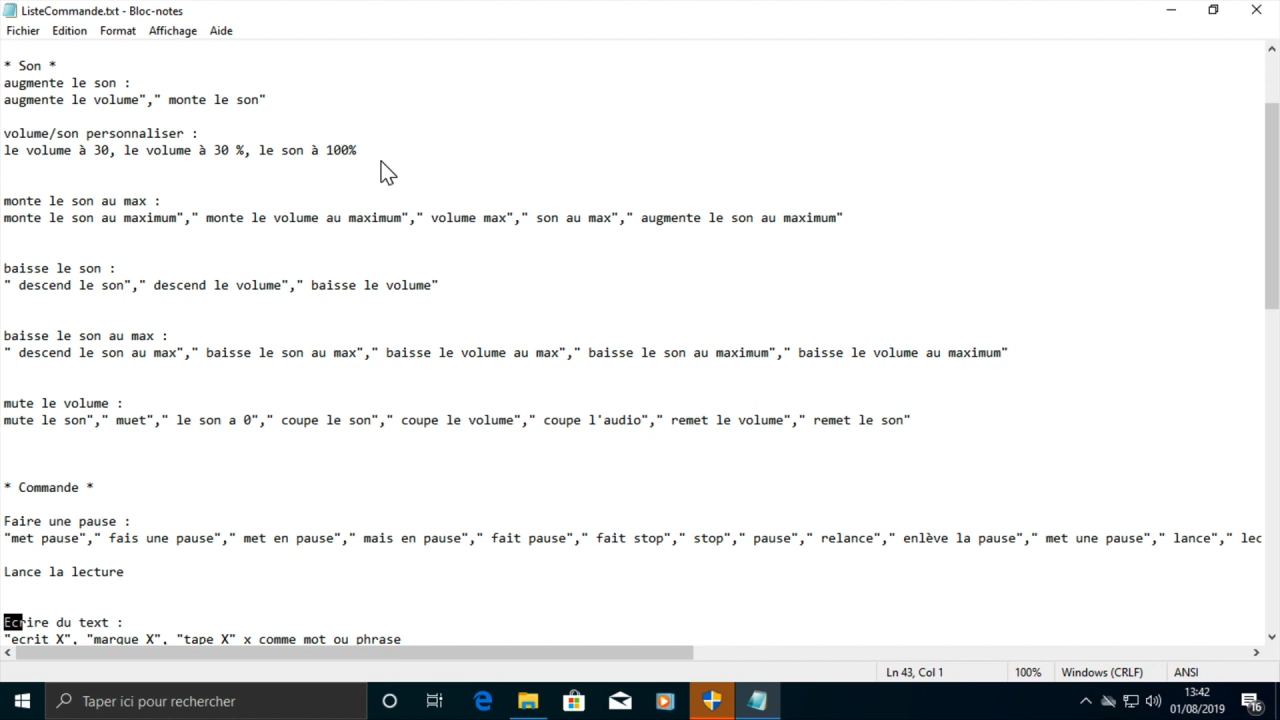 ListeCommande.txt - Bloc-notes
Fichier Edition Format Affichage Aide
* Son *
augmente le son :
augmente le volume"," monte le son"
volume/son personnaliser :
le volume à 30, le volume à 30 %, le son à 100%
monte le son au max :
monte le son au maximum"," monte le volume au maximum"," volume max"," son au max"," augmente le son au maximum"
baisse le son :
" descend le son"," descend le volume"," baisse le volume"
baisse le son au max :
" descend le son au max"," baisse le son au max"," baisse le volume au max"," baisse le son au maximum"," baisse le volume au maximum"
mute le volume :
mute le son"," muet"," le son a 0"," coupe le son"," coupe le volume"," coupe l'audio"," remet le volume"," remet le son"
* Commande *
Faire une pause :
"met pause"," fais une pause"," met en pause"," mais en pause"," fait pause"," fait stop"," stop"," pause"," relance"," enlève la pause"," met une pause"," lance"," lec
Lance la lecture
Ecrire du text :
"ecrit X", "marque X", "tape X" x comme mot ou phrase
Ln 43, Col 1 100% Windows (CRLF) ANSI
Taper ici pour rechercher
13:42
01/08/2019
16